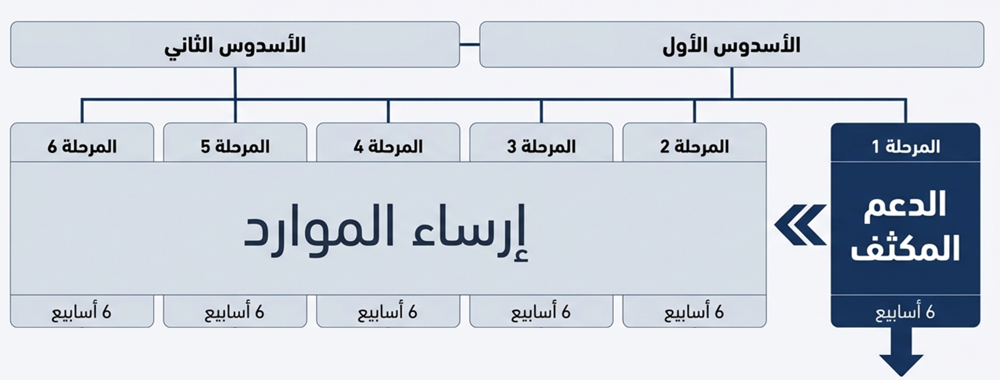 الأسدوس الأول
الأسدوس الثاني
المرحلة 1
المرحلة 2
المرحلة 3
المرحلة 4
المرحلة 5
المرحلة 6
الدعم
المكثف
إرساء الموارد
6 أسابيع
6 أسابيع
6 أسابيع
6 أسابيع
6 أسابيع
6 أسابيع